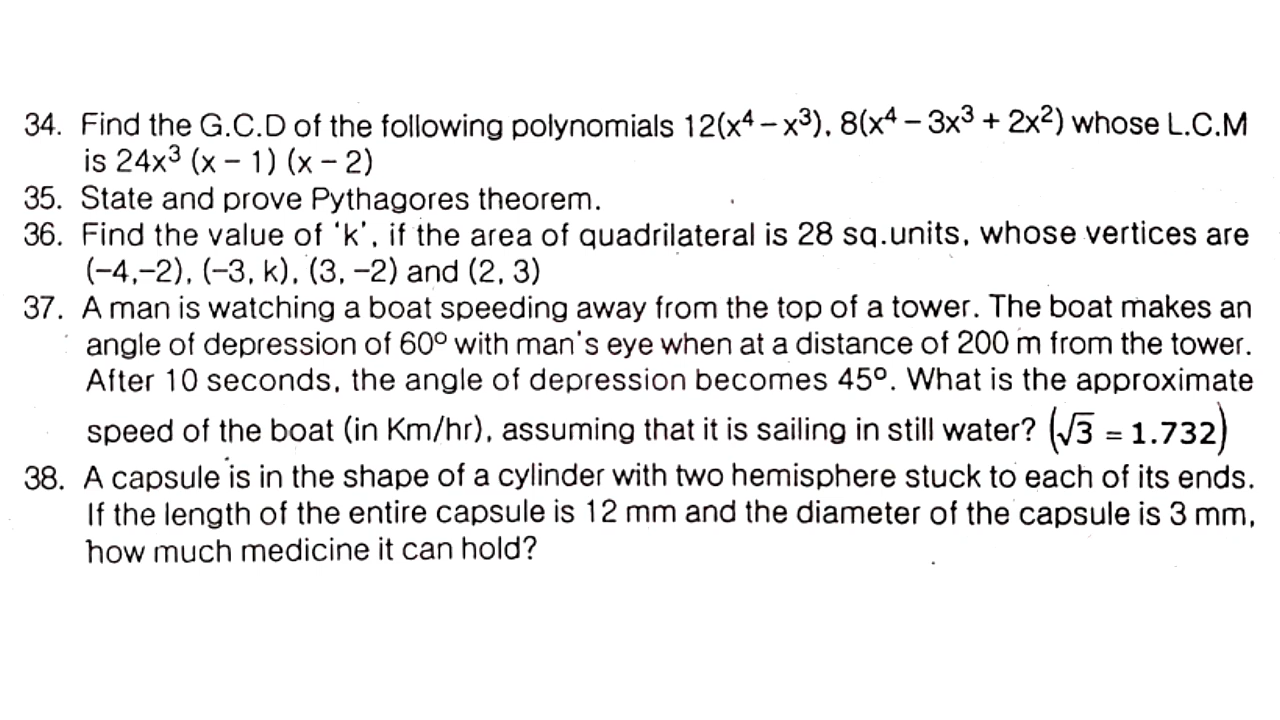 34. Find the G.C.D of the following polynomials 12(x⁴ – x³), 8(x⁴ – 3x³ + 2x²) whose L.C.M
is 24x³ (x – 1) (x – 2)
35. State and prove Pythagores theorem.
36. Find the value of 'k', if the area of quadrilateral is 28 sq.units, whose vertices are
(–4,–2), (–3, k), (3, –2) and (2, 3)
37. A man is watching a boat speeding away from the top of a tower. The boat makes an
angle of depression of 60º with man's eye when at a distance of 200 m from the tower.
After 10 seconds, the angle of depression becomes 45º. What is the approximate
speed of the boat (in Km/hr), assuming that it is sailing in still water? (√3 = 1.732)
38. A capsule is in the shape of a cylinder with two hemisphere stuck to each of its ends.
If the length of the entire capsule is 12 mm and the diameter of the capsule is 3 mm,
how much medicine it can hold?